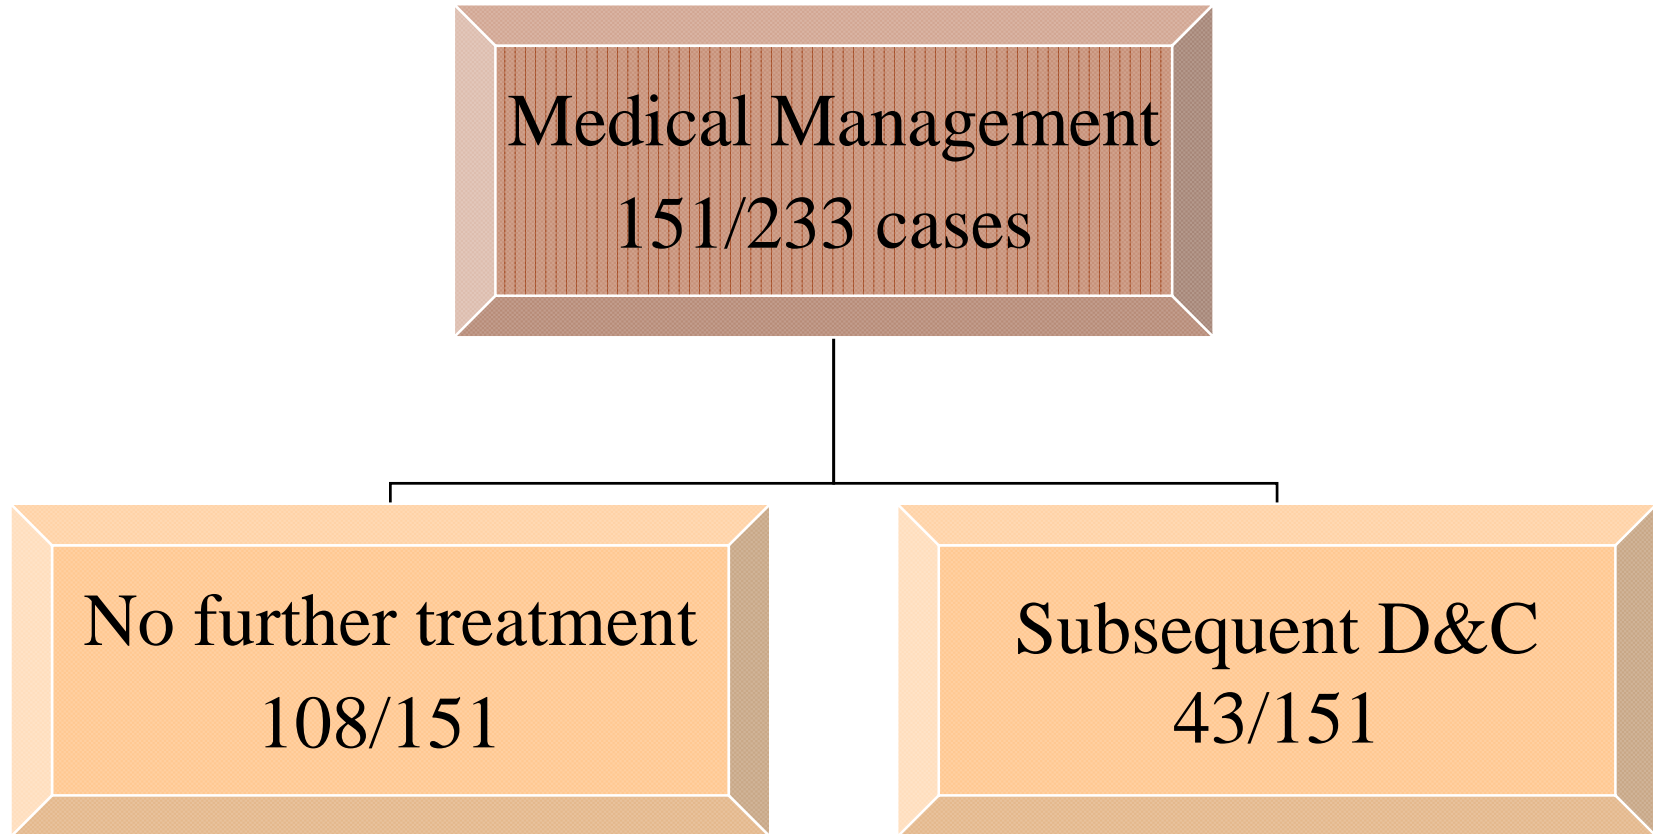 Medical Management
151/233 cases
No further treatment
108/151
Subsequent D&C
43/151